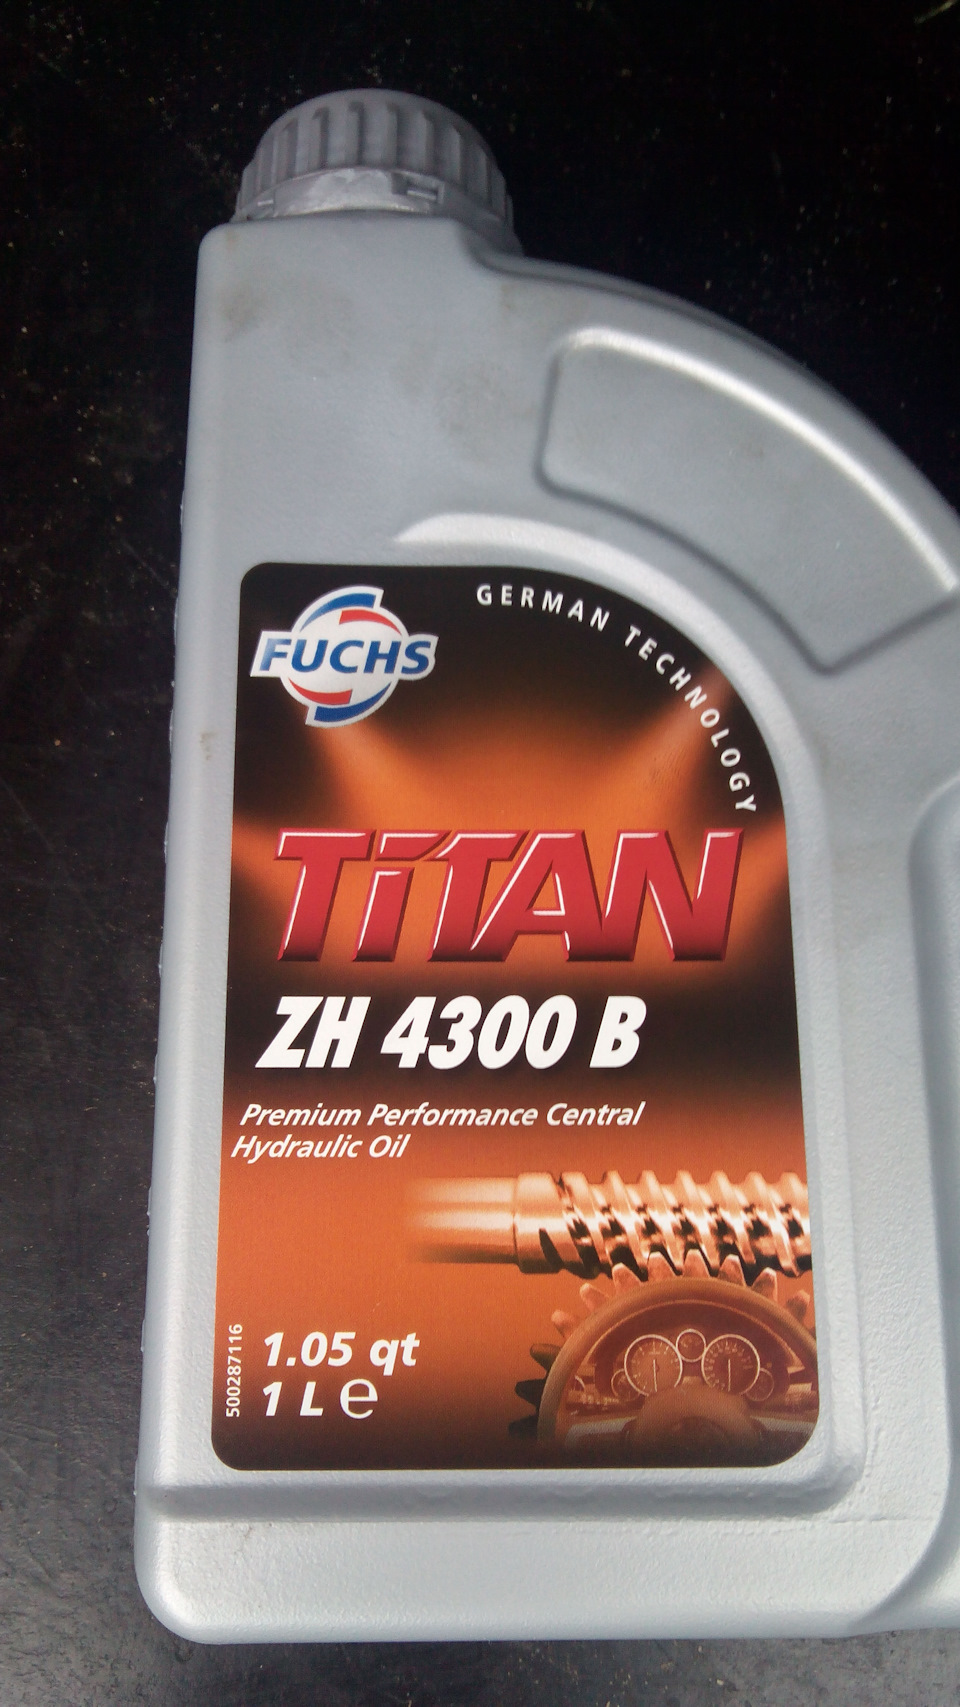 FUCHS
GERMAN TECHNOLOGY
TiTAN
ZH 4300 B
Premium Performance Central
Hydraulic Oil
500287116
1.05 qt
1 L e